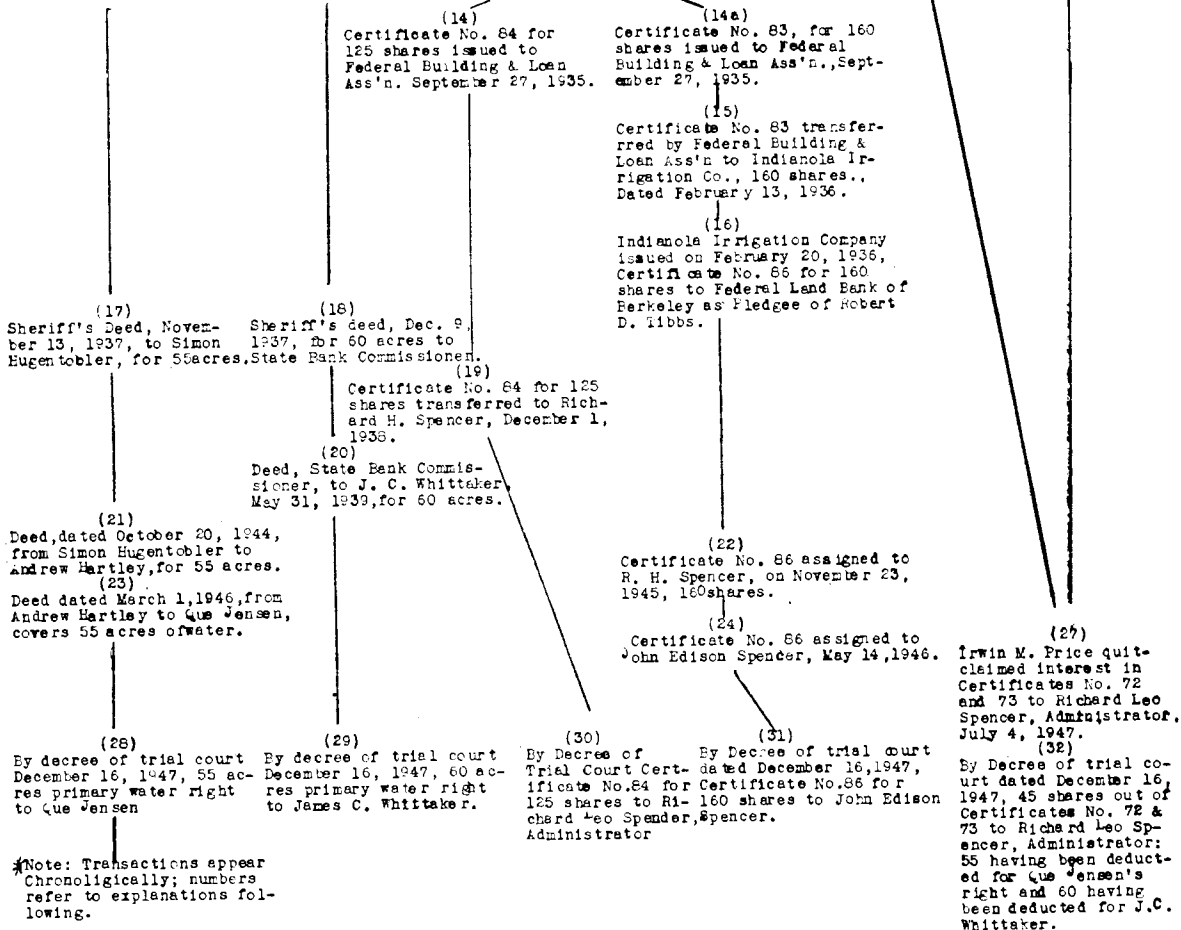 (14)
Certificate No. 84 for
125 shares issued to
Federal Building & Loan
Ass'n. September 27, 1935.
(14a)
Certificate No. 83, for 160
shares issued to Federal
Building & Loan Ass'n.,Sept-
ember 27, 1935.
(15)
Certificate No. 83 transfer-
rred by Federal Building &
Loan Ass'n to Indianola Ir-
rigation Co., 160 shares.,
Dated February 13, 1936.
(16)
Indianola Irrigation Company
issued on February 20, 1936,
Certificate No. 86 for 160
shares to Federal Land Bank of
Berkeley as Pledgee of Robert
D. Tibbs.
(17)
Sheriff's Deed, Novem-
ber 13, 1937, to Simon
Hugentobler, for 55acres.
(18)
Sheriff's deed, Dec. 9,
1937, for 60 acres to
State Bank Commissioner.
(19)
Certificate No. 84 for 125
shares transferred to Rich-
ard H. Spencer, December 1,
1938.
(20)
Deed, State Bank Commis-
sioner, to J. C. Whittaker,
May 31, 1939,for 60 acres.
(21)
Deed,dated October 20, 1944,
from Simon Hugentobler to
Andrew Hartley,for 55 acres.
(23)
Deed dated March 1,1946,from
Andrew Hartley to Que Jensen,
covers 55 acres ofwater.
(22)
Certificate No. 86 assigned to
R. H. Spencer, on November 23,
1945, 160shares.
(24)
Certificate No. 86 assigned to
John Edison Spencer, May 14,1946.
(27)
Irwin M. Price quit-
claimed interest in
Certificates No. 72
and 73 to Richard Leo
Spencer, Administrator,
July 4, 1947.
(28)
By decree of trial court
December 16, 1947, 55 ac-
res primary water right
to Que Jensen
(29)
By decree of trial court
December 16, 1947, 60 ac-
res primary water right
to James C. Whittaker.
(30)
By Decree of
Trial Court Cert-
ificate No.84 for
125 shares to Ri-
chard Leo Spender,
Administrator
(31)
By Decree of trial court
dated December 16,1947,
Certificate No.86 for
160 shares to John Edison
Spencer.
(32)
By Decree of trial co-
urt dated December 16,
1947, 45 shares out of
Certificates No. 72 &
73 to Richard Leo Sp-
encer, Administrator:
55 having been deduct-
ed for Que Jensen's
right and 60 having
been deducted for J.C.
Whittaker.
*Note: Transactions appear
Chronoligically; numbers
refer to explanations fol-
lowing.